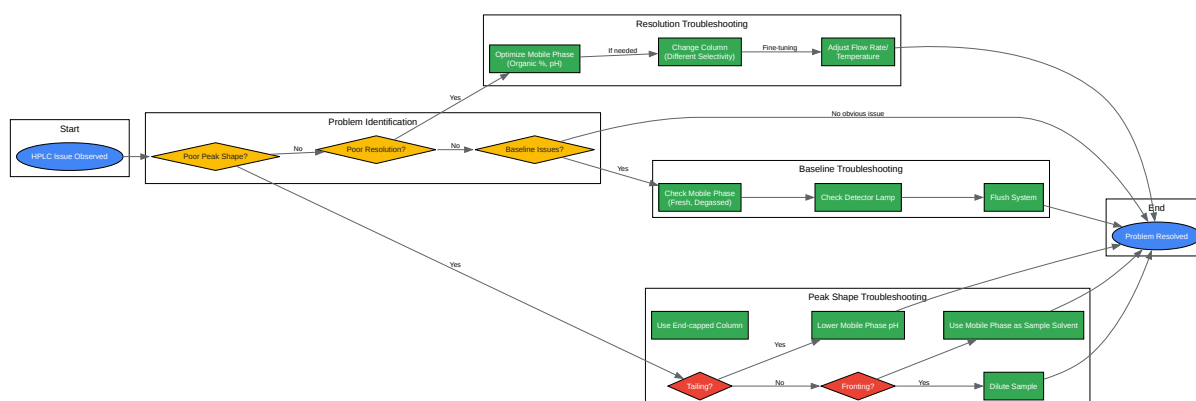 Resolution Troubleshooting
Optimize Mobile Phase
(Organic %, pH)
If needed
Change Column
(Different Selectivity)
Fine-tuning
Adjust Flow Rate/
Temperature
Yes
Start
HPLC Issue Observed
Problem Identification
Poor Peak Shape?
No
Poor Resolution?
No
Baseline Issues?
No obvious issue
Yes
Baseline Troubleshooting
Check Mobile Phase
(Fresh, Degassed)
Check Detector Lamp
Flush System
End
Problem Resolved
Yes
Peak Shape Troubleshooting
Use End-capped Column
Lower Mobile Phase pH
Use Mobile Phase as Sample Solvent
Yes
Tailing?
No
Fronting?
Yes
Dilute Sample